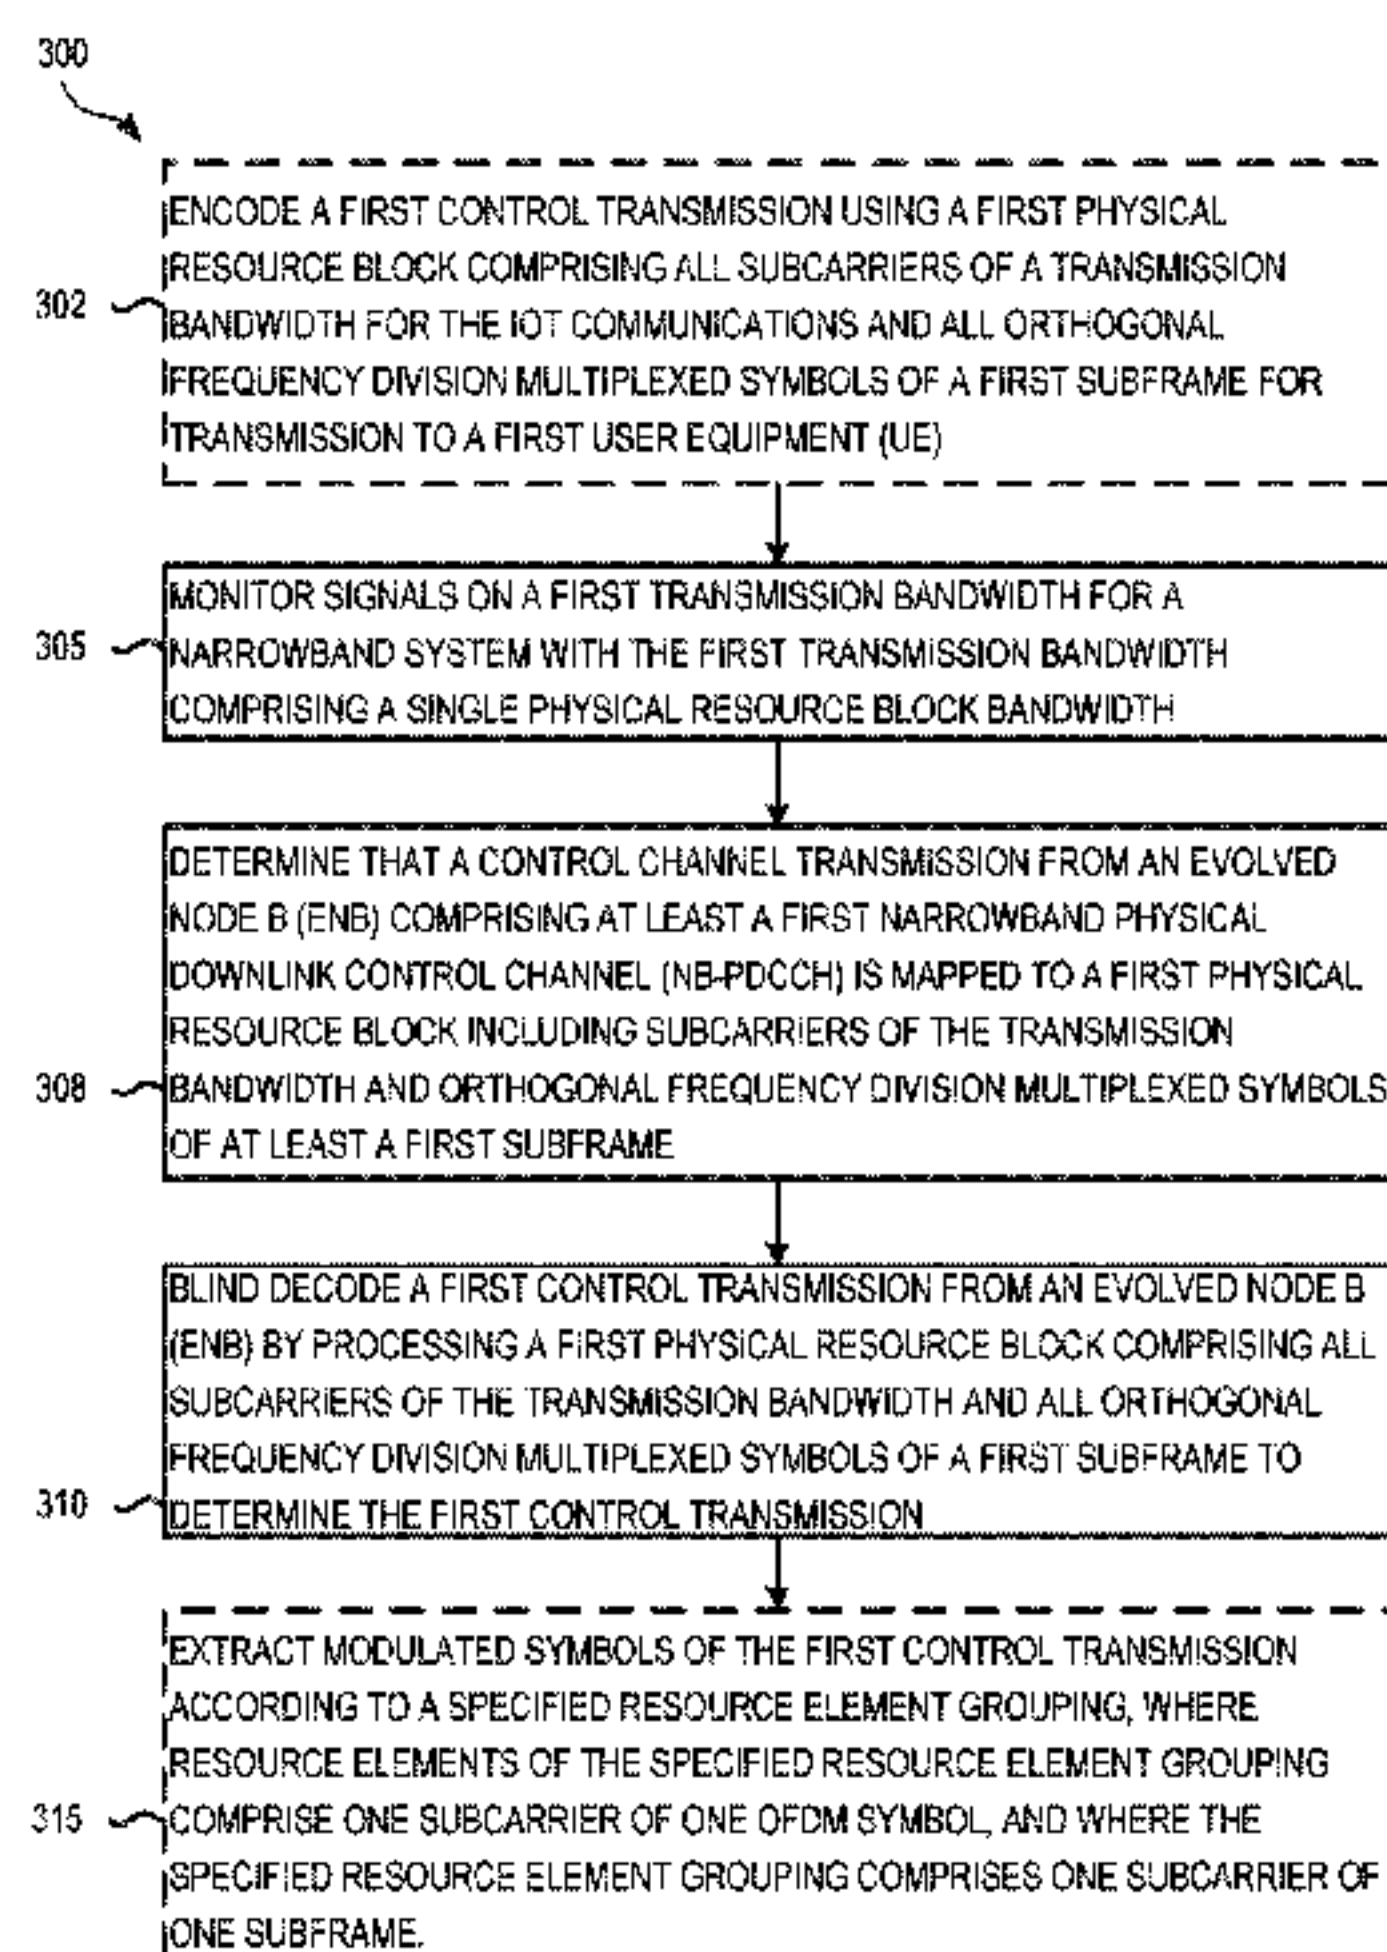 300
ENCODE A FIRST CONTROL TRANSMISSION USING A FIRST PHYSICAL
RESOURCE BLOCK COMPRISING ALL SUBCARRIERS OF A TRANSMISSION
302
BANDWIDTH FOR THE IOT COMMUNICATIONS AND ALL ORTHOGONAL
FREQUENCY DIVISION MULTIPLEXED SYMBOLS OF A FIRST SUBFRAME FOR
TRANSMISSION TO A FIRST USER EQUIPMENT (UE)
MONITOR SIGNALS ON A FIRST TRANSMISSION BANDWIDTH FOR A
305
NARROWBAND SYSTEM WITH THE FIRST TRANSMISSION BANDWIDTH
COMPRISING A SINGLE PHYSICAL RESOURCE BLOCK BANDWIDTH
DETERMINE THAT A CONTROL CHANNEL TRANSMISSION FROM AN EVOLVED
NODE B (ENB) COMPRISING AT LEAST A FIRST NARROWBAND PHYSICAL
DOWNLINK CONTROL CHANNEL (NB-PDCCH) IS MAPPED TO A FIRST PHYSICAL
RESOURCE BLOCK INCLUDING SUBCARRIERS OF THE TRANSMISSION
308
BANDWIDTH AND ORTHOGONAL FREQUENCY DIVISION MULTIPLEXED SYMBOLS
OF AT LEAST A FIRST SUBFRAME
BLIND DECODE A FIRST CONTROL TRANSMISSION FROM AN EVOLVED NODE B
(ENB) BY PROCESSING A FIRST PHYSICAL RESOURCE BLOCK COMPRISING ALL
SUBCARRIERS OF THE TRANSMISSION BANDWIDTH AND ALL ORTHOGONAL
FREQUENCY DIVISION MULTIPLEXED SYMBOLS OF A FIRST SUBFRAME TO
310
DETERMINE THE FIRST CONTROL TRANSMISSION
EXTRACT MODULATED SYMBOLS OF THE FIRST CONTROL TRANSMISSION
ACCORDING TO A SPECIFIED RESOURCE ELEMENT GROUPING, WHERE
RESOURCE ELEMENTS OF THE SPECIFIED RESOURCE ELEMENT GROUPING
315
COMPRISE ONE SUBCARRIER OF ONE OFDM SYMBOL, AND WHERE THE
SPECIFIED RESOURCE ELEMENT GROUPING COMPRISES ONE SUBCARRIER OF
ONE SUBFRAME.